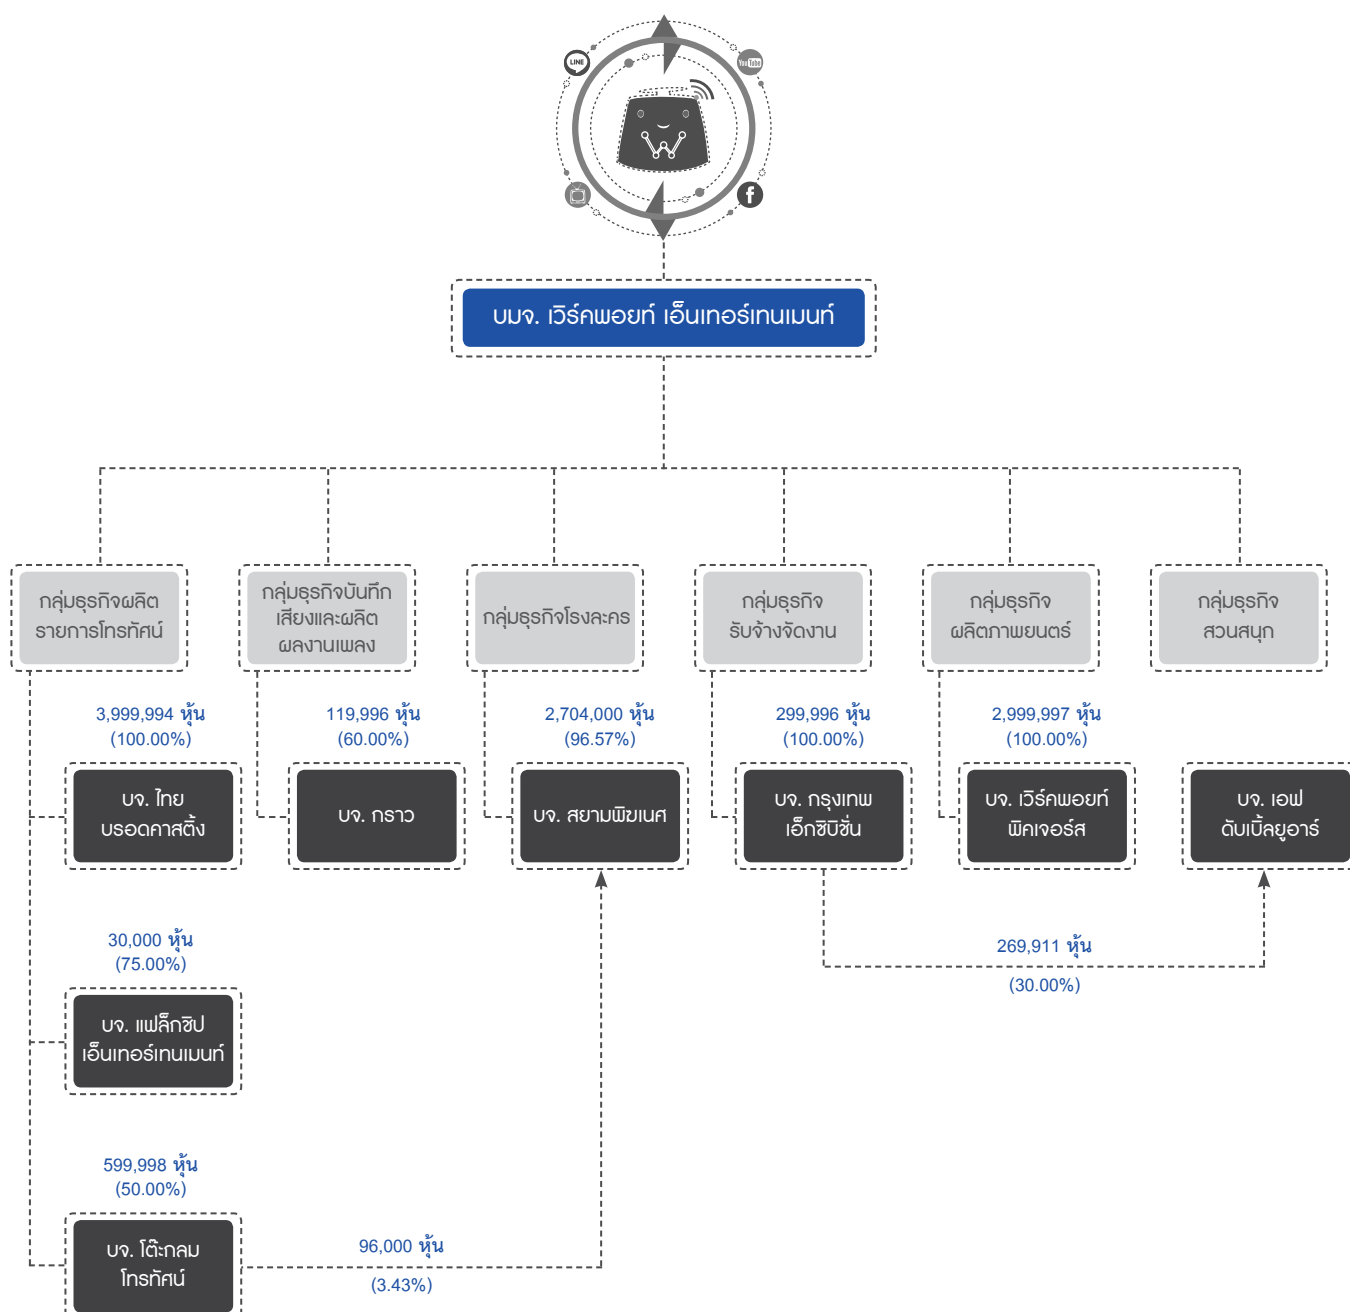 LINE
YouTube
f
บมจ. เวิร์คพอยท์ เอ็นเทอร์เทนเมนท์
กลุ่มธุรกิจผลิต
รายการโทรทัศน์
กลุ่มธุรกิจบันทึก
เสียงและผลิต
ผลงานเพลง
กลุ่มธุรกิจโรงละคร
กลุ่มธุรกิจ
รับจ้างจัดงาน
กลุ่มธุรกิจ
ผลิตภาพยนตร์
กลุ่มธุรกิจ
สวนสนุก
3,999,994 หุ้น
(100.00%)
119,996 หุ้น
(60.00%)
2,704,000 หุ้น
(96.57%)
299,996 หุ้น
(100.00%)
2,999,997 หุ้น
(100.00%)
บจ. ไทย
บรอดคาสติ้ง
บจ. กราว
บจ. สยามพิฆเนศ
บจ. กรุงเทพ
เอ็กซิบิชั่น
บจ. เวิร์คพอยท์
พิคเจอร์ส
บจ. เอฟ
ดับเบิ้ลยูอาร์
30,000 หุ้น
(75.00%)
269,911 หุ้น
(30.00%)
บจ. แฟล็กชิป
เอ็นเทอร์เทนเมนท์
599,998 หุ้น
(50.00%)
บจ. โต๊ะกลม
โทรทัศน์
96,000 หุ้น
(3.43%)